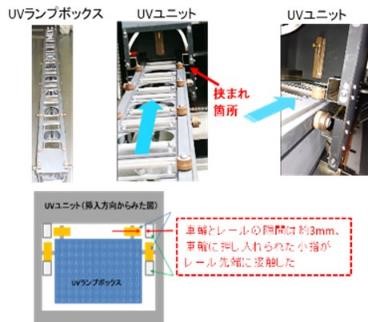 UVランプボックス
UVユニット
UVユニット
挟まれ
箇所
UVユニット(挿入方向からみた図)
車輪とレールの隙間は約3mm、
車輪に押し入れられた小指が
レール先端に接触した
UVランプボックス